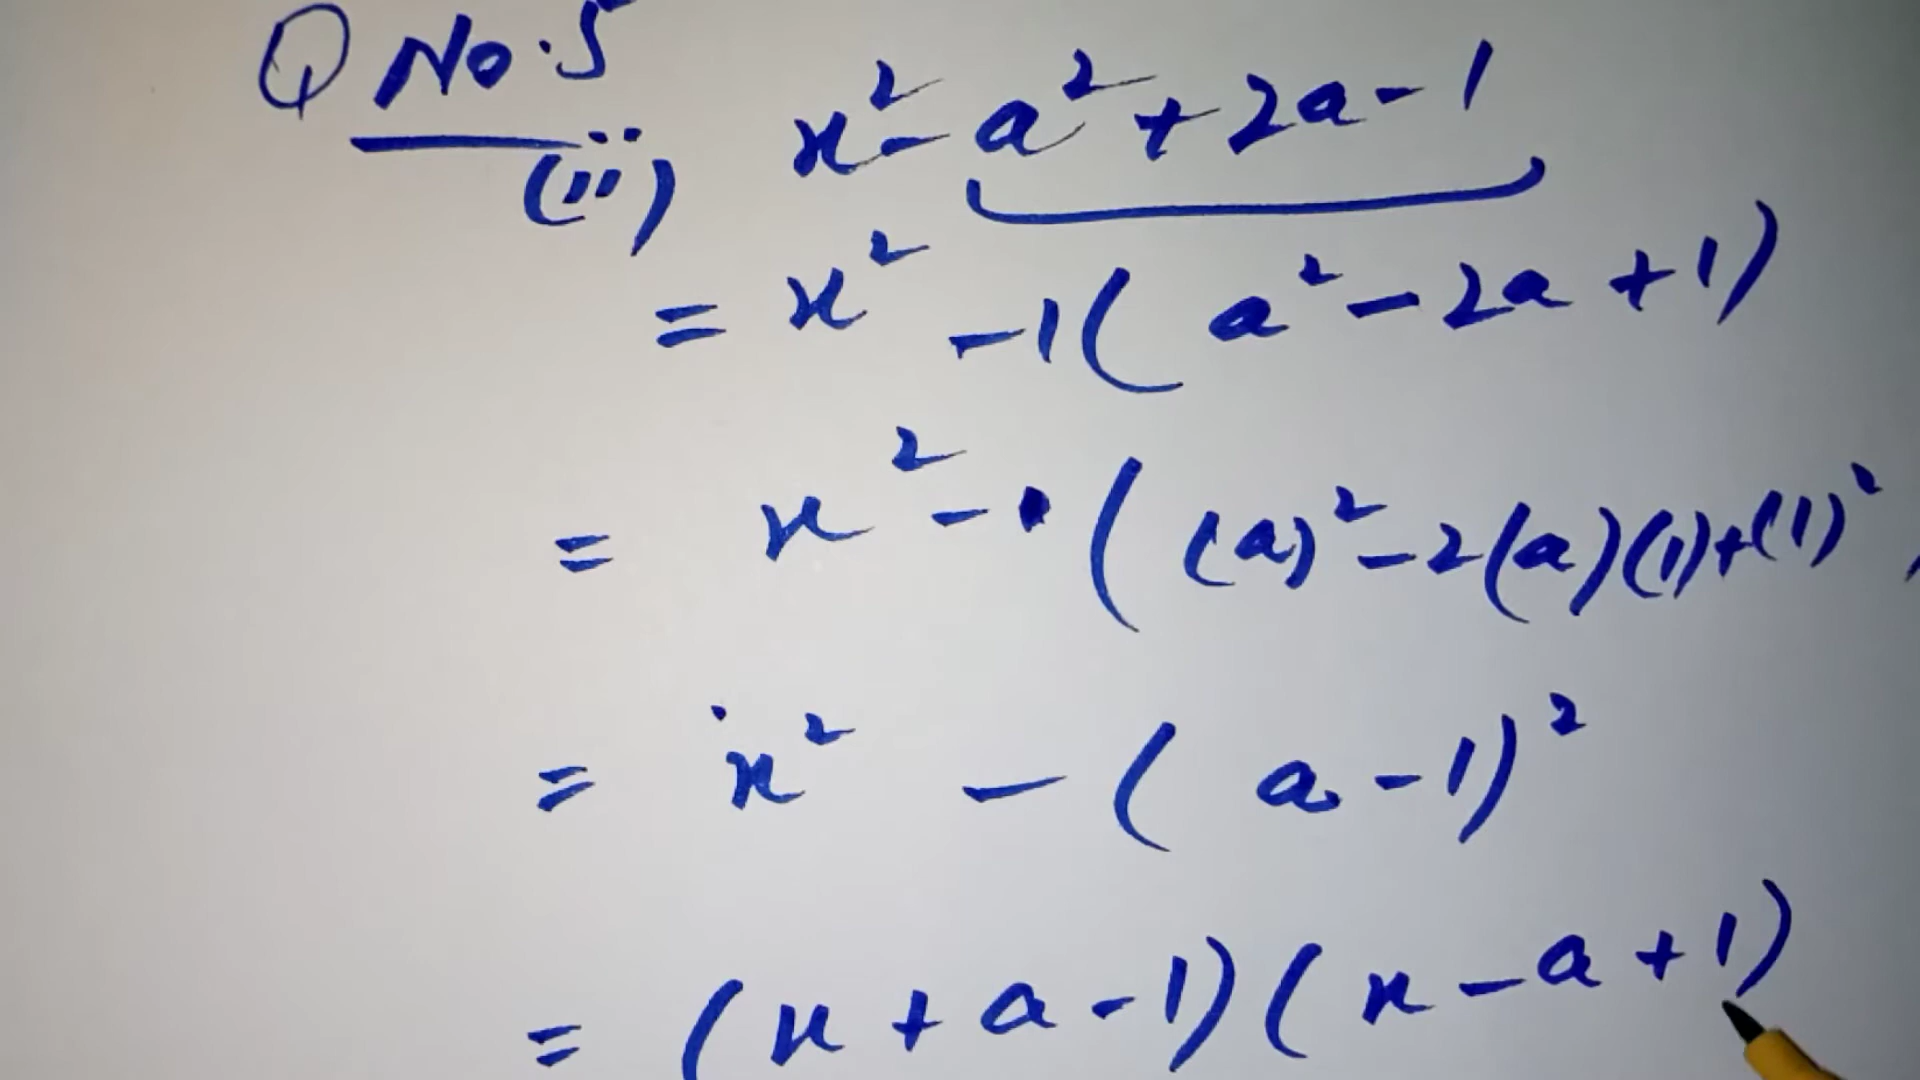 Q No.5
(ii) x² - a² + 2a - 1
= x² - 1( a² - 2a + 1)
= x² - ( (a)² - 2(a)(1) + (1)²
= x² - ( a - 1)²
= (x + a - 1)(x - a + 1)